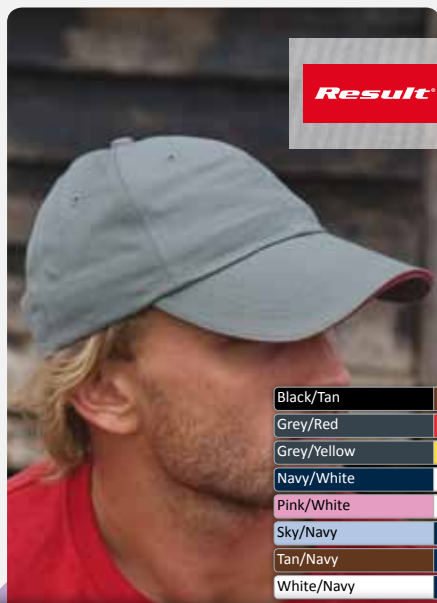 Result®
Black/Tan
Grey/Red
Grey/Yellow
Navy/White
Pink/White
Sky/Navy
Tan/Navy
White/Navy